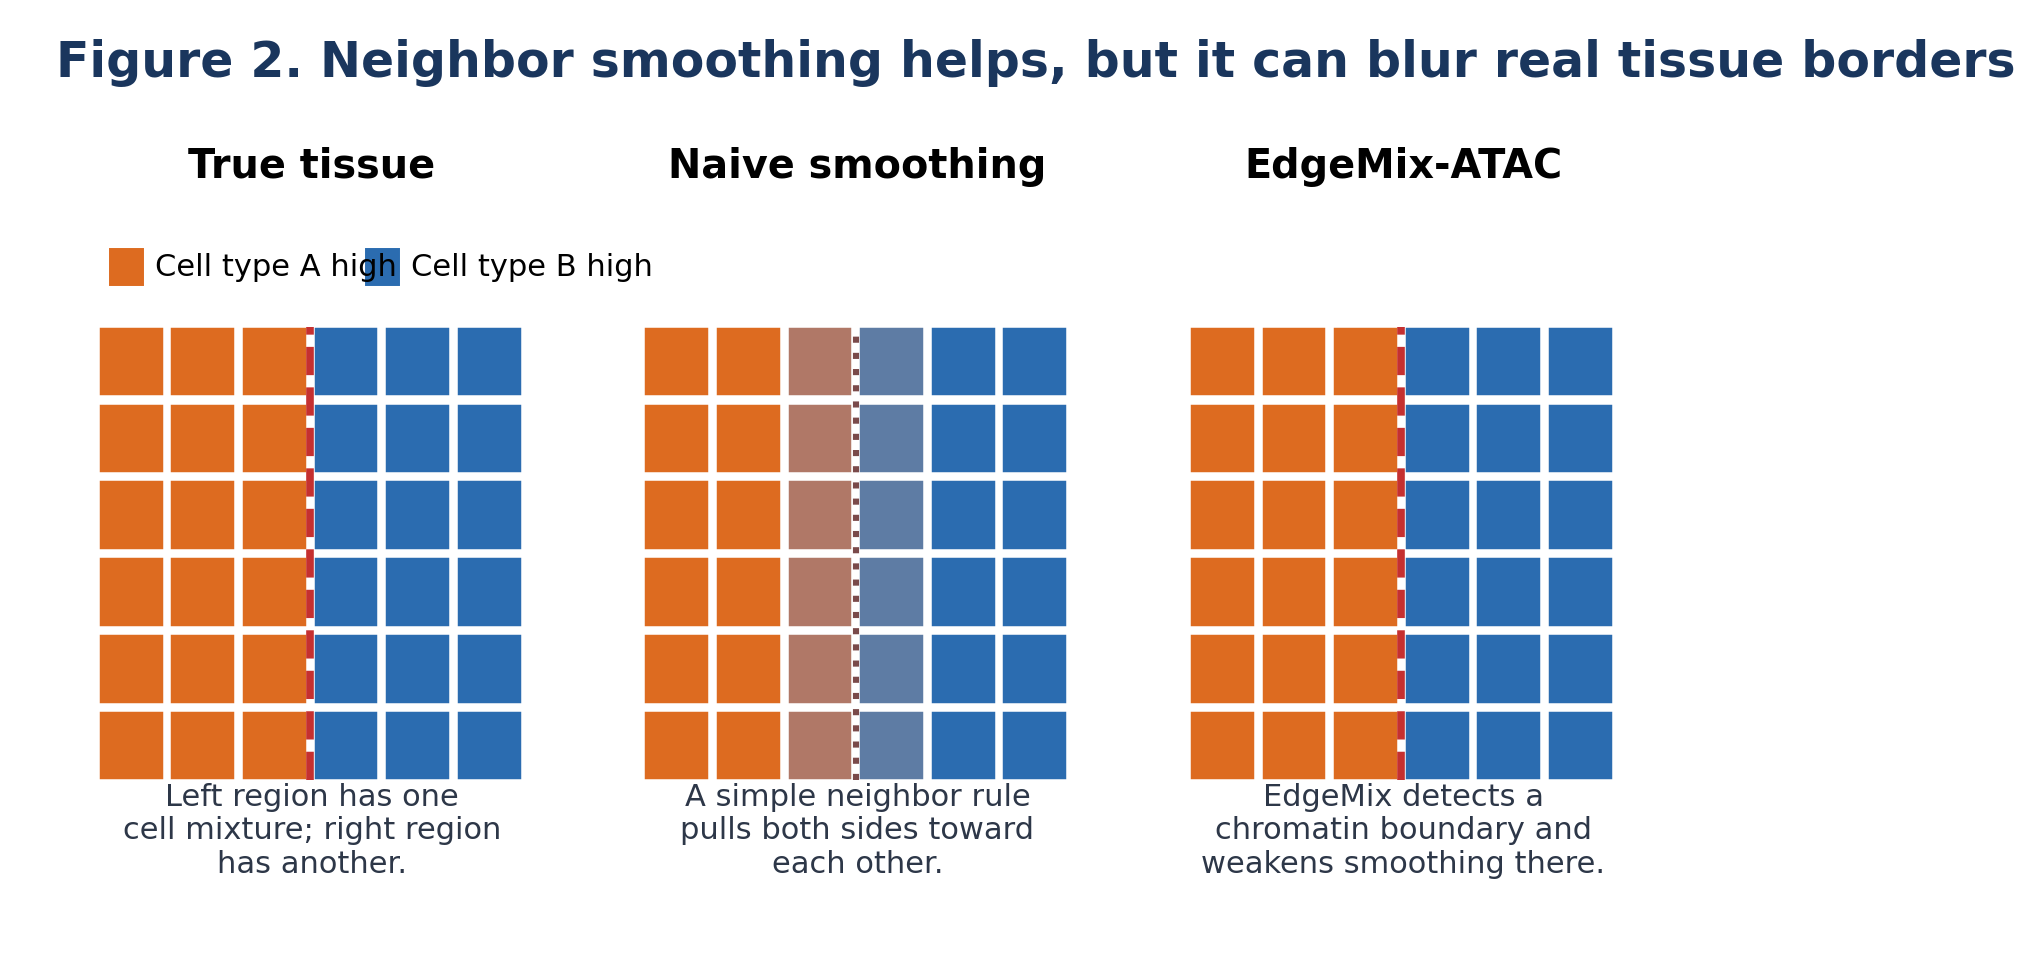 Figure 2. Neighbor smoothing helps, but it can blur real tissue borders
True tissue
Naive smoothing
EdgeMix-ATAC
Cell type A high
Cell type B high
Left region has one
cell mixture; right region
has another.
A simple neighbor rule
pulls both sides toward
each other.
EdgeMix detects a
chromatin boundary and
weakens smoothing there.